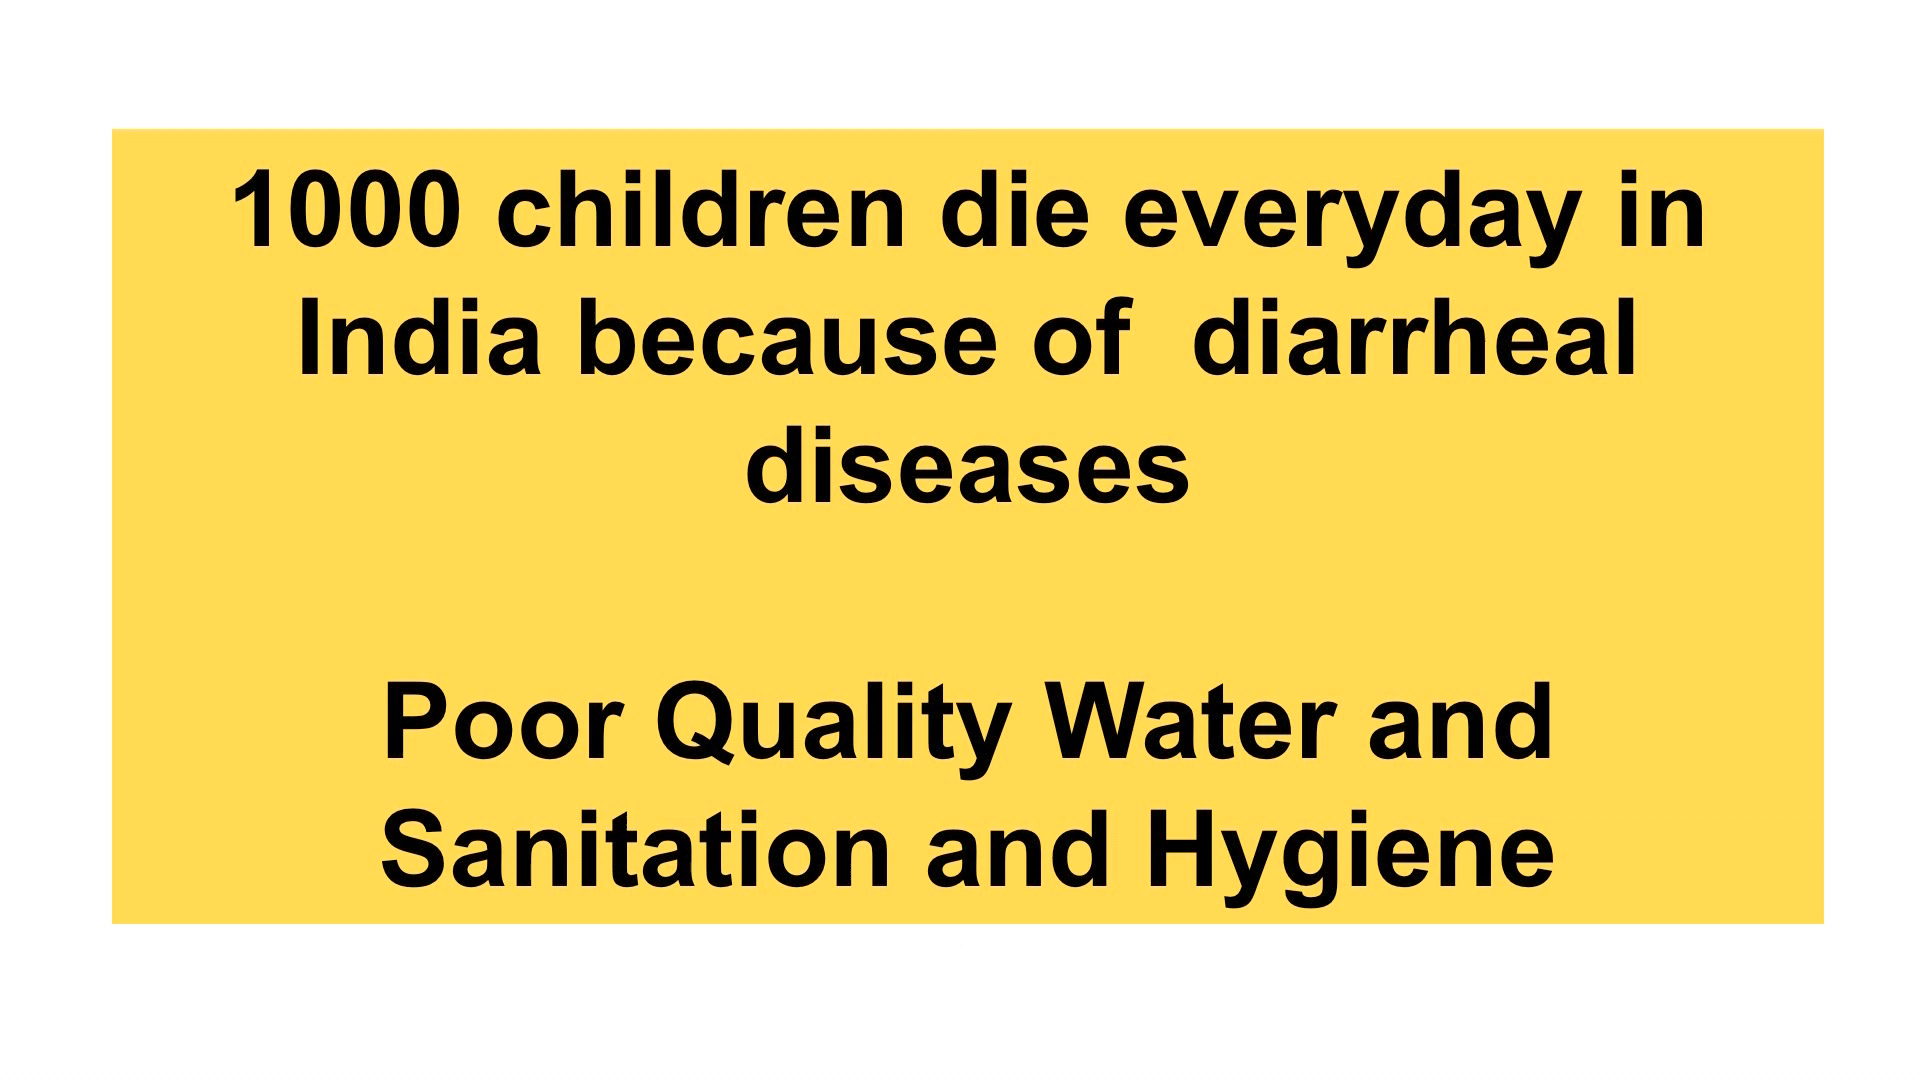 1000 children die everyday in
India because of  diarrheal
diseases
Poor Quality Water and
Sanitation and Hygiene